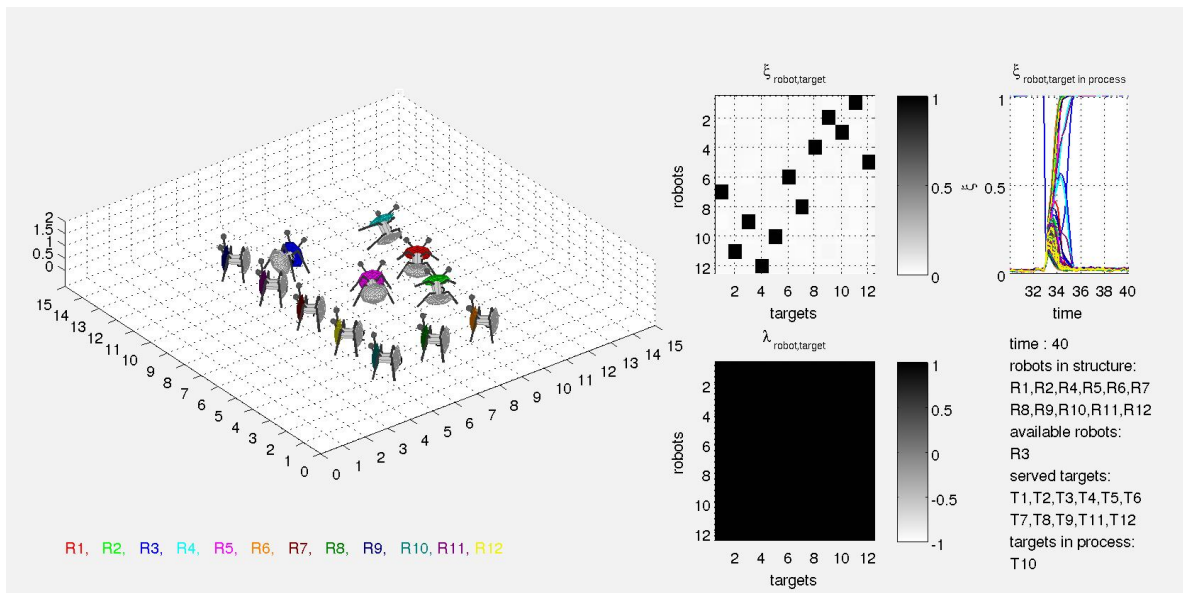 2
1.5
1
0.5
0
15
14
13
12
11
10
9
8
7
6
5
4
3
2
1
0
0
1
2
3
4
5
6
7
8
9
10
11
12
13
14
15
R1, R2, R3, R4, R5, R6, R7, R8, R9, R10, R11, R12
ξ robot,target
robots
2
4
6
8
10
12
2 4 6 8 10 12
targets
1
0.5
0
ξ robot,target in process
ξ
1
0.5
0
32 34 36 38 40
time
λ robot,target
robots
2
4
6
8
10
12
2 4 6 8 10 12
targets
1
0.5
0
-0.5
-1
time : 40
robots in structure:
R1,R2,R4,R5,R6,R7
R8,R9,R10,R11,R12
available robots:
R3
served targets:
T1,T2,T3,T4,T5,T6
T7,T8,T9,T11,T12
targets in process:
T10